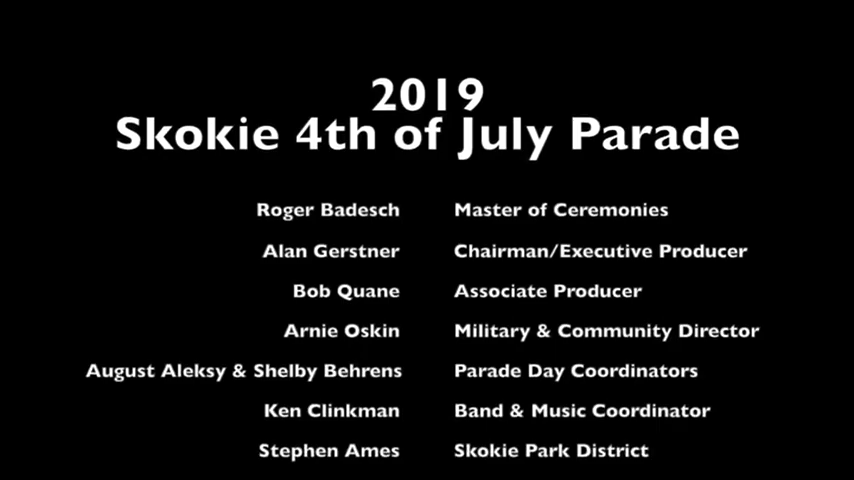 2019
Skokie 4th of July Parade
Roger Badesch Master of Ceremonies
Alan Gerstner Chairman/Executive Producer
Bob Quane Associate Producer
Arnie Oskin Military & Community Director
August Aleksy & Shelby Behrens Parade Day Coordinators
Ken Clinkman Band & Music Coordinator
Stephen Ames Skokie Park District